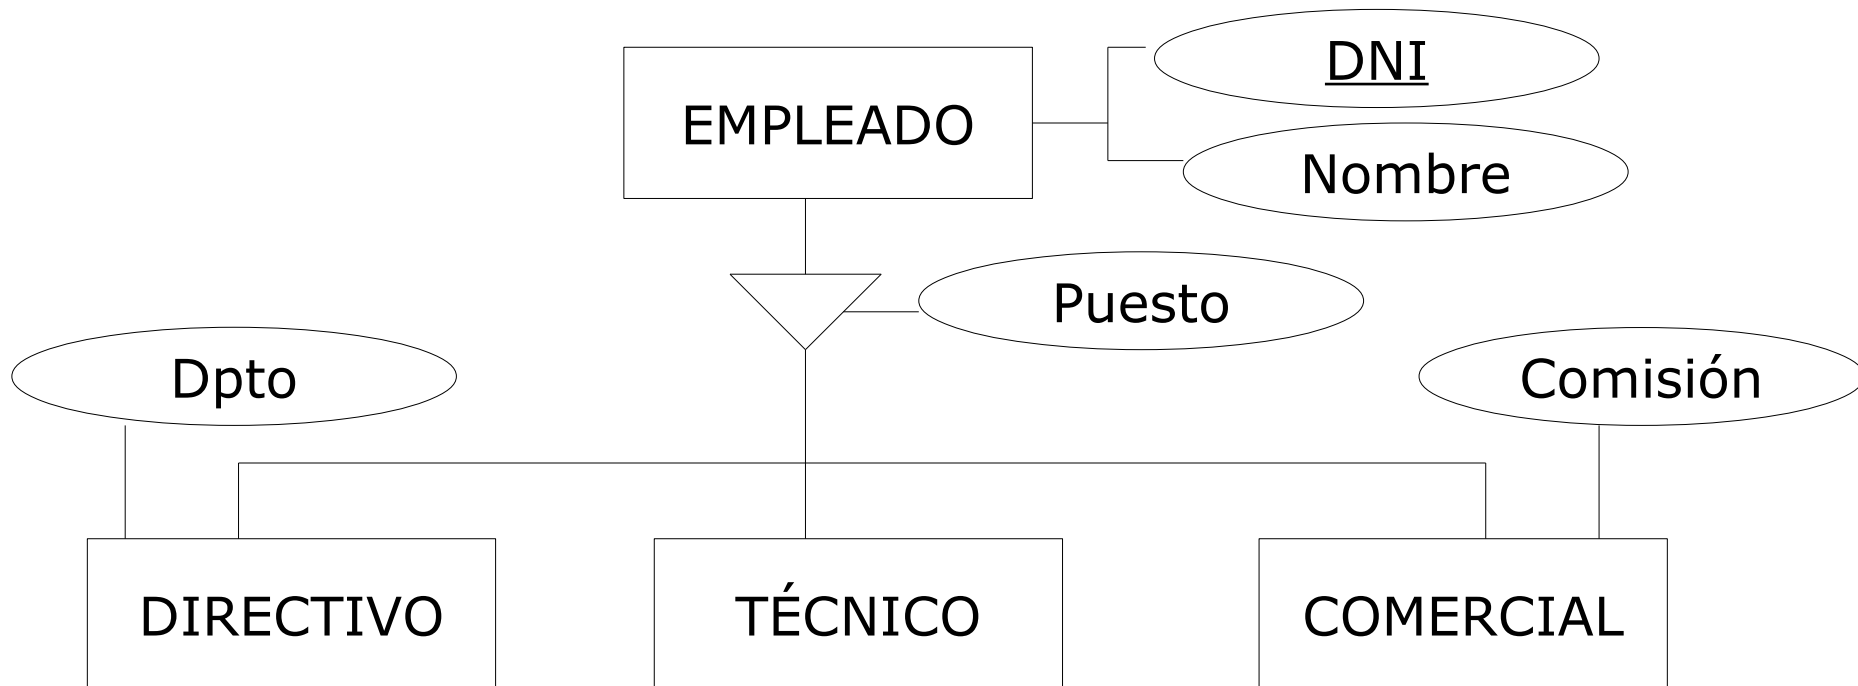 DNI
EMPLEADO
Nombre
Puesto
Dpto
Comisión
DIRECTIVO
TÉCNICO
COMERCIAL